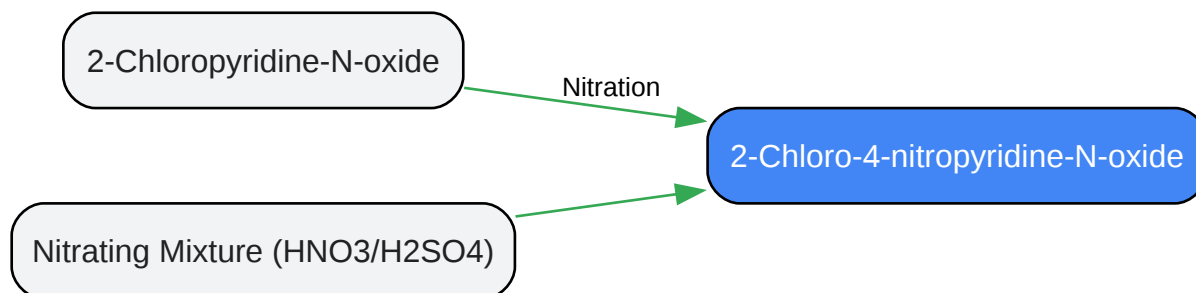 2-Chloropyridine-N-oxide
Nitration
2-Chloro-4-nitropyridine-N-oxide
Nitrating Mixture (HNO3/H2SO4)